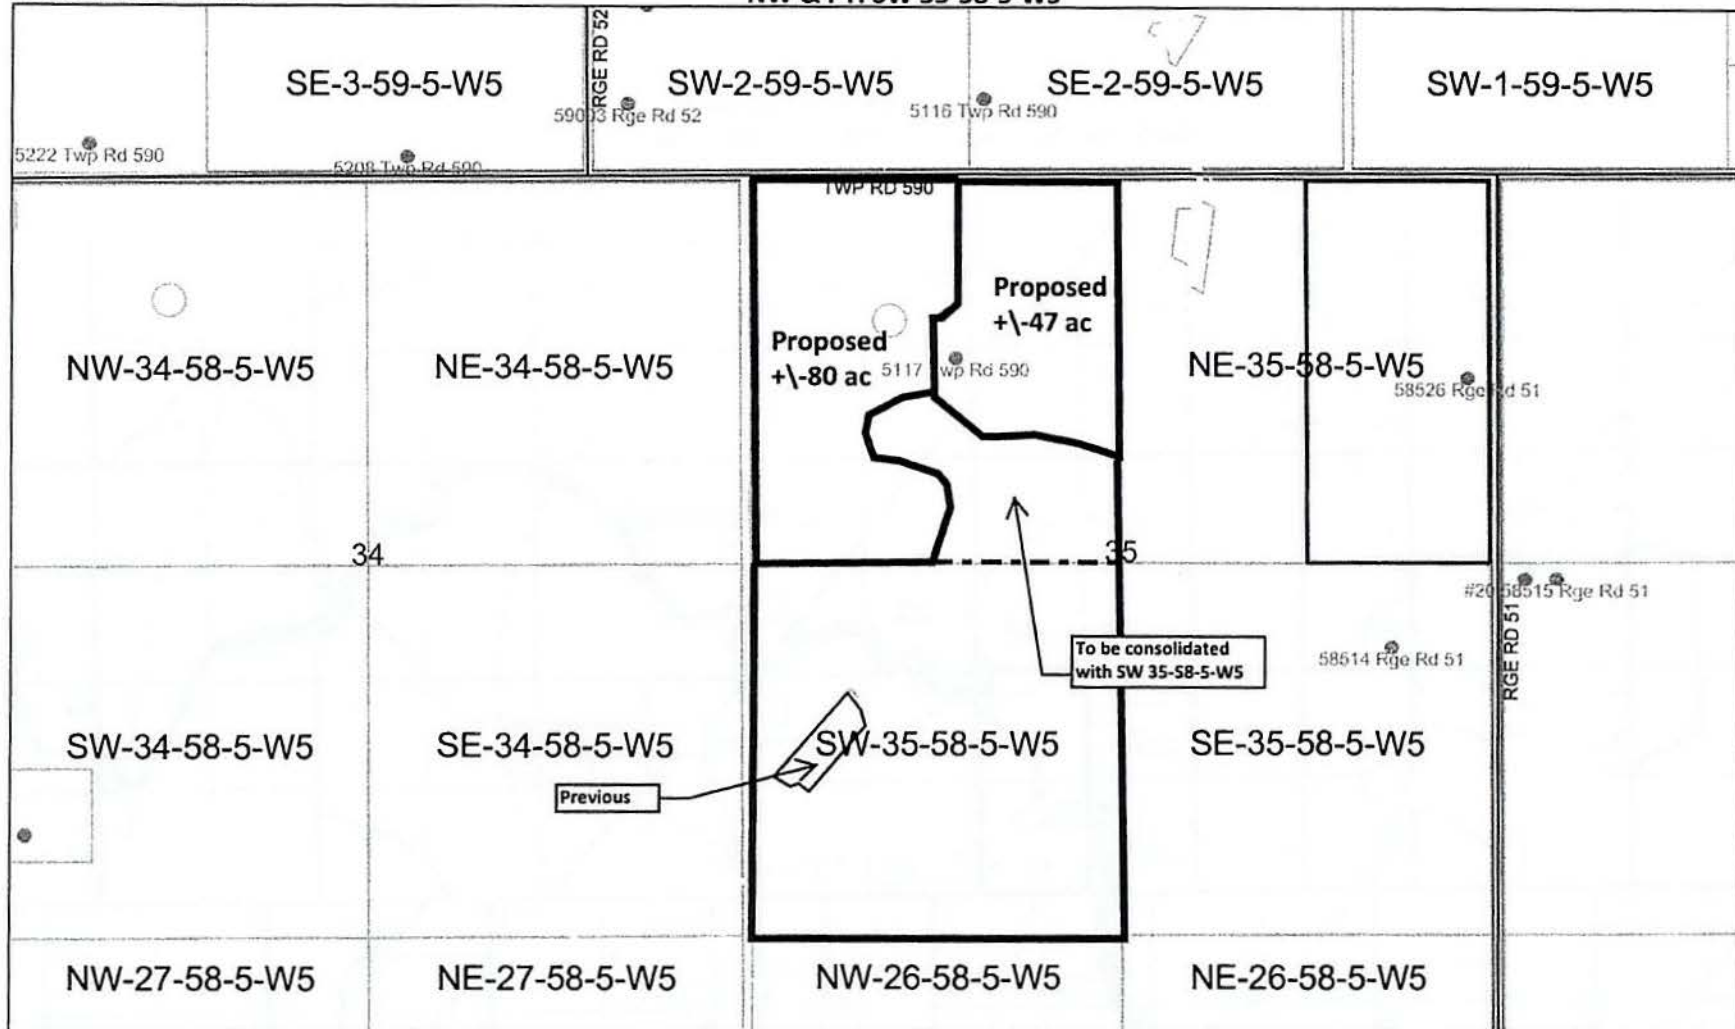 RGE RD 52
SE-3-59-5-W5
SW-2-59-5-W5
SE-2-59-5-W5
SW-1-59-5-W5
59003 Rge Rd 52
5116 Twp Rd 590
5222 Twp Rd 590
5208 Twp Rd 590
TWP RD 590
Proposed
+\-47 ac
Proposed
+\-80 ac
5117 wp Rd 590
NW-34-58-5-W5
NE-34-58-5-W5
NE-35-58-5-W5
58526 Rge Rd 51
34
35
#20 58515 Rge Rd 51
RGE RD 51
To be consolidated
with SW 35-58-5-W5
58514 Rge Rd 51
SW-34-58-5-W5
SE-34-58-5-W5
SW-35-58-5-W5
SE-35-58-5-W5
Previous
NW-27-58-5-W5
NE-27-58-5-W5
NW-26-58-5-W5
NE-26-58-5-W5